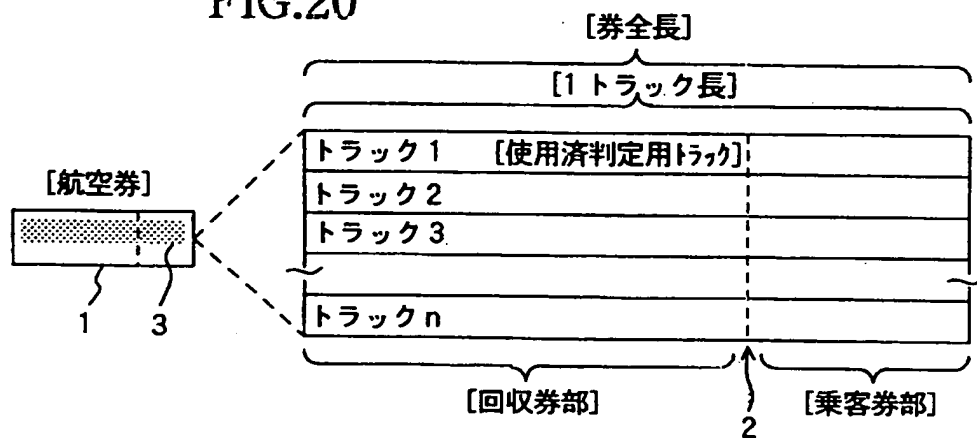 FIG.20
[券全長]
[1トラック長]
[航空券]
トラック1 [使用済判定用トラック]
トラック2
トラック3
トラックn
1
3
[回収券部]
2
[乗客券部]